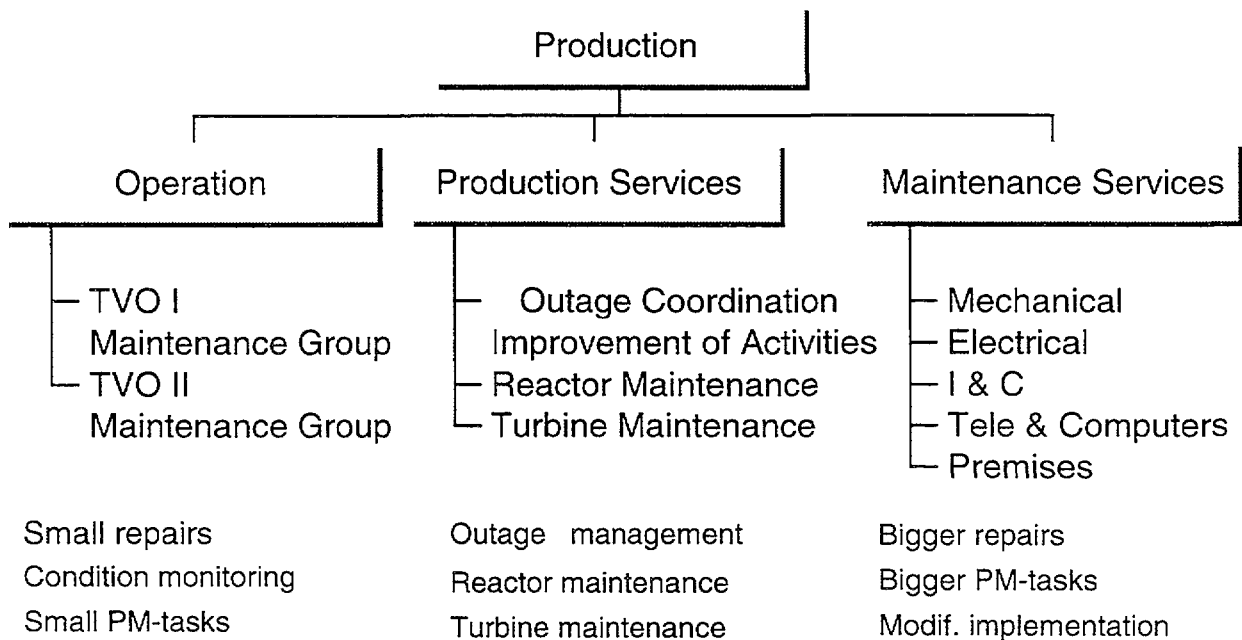 Production
Operation
Production Services
Maintenance Services
TVO I
Maintenance Group
TVO II
Maintenance Group
Outage Coordination
Improvement of Activities
Reactor Maintenance
Turbine Maintenance
Mechanical
Electrical
I & C
Tele & Computers
Premises
Small repairs
Condition monitoring
Small PM-tasks
Outage management
Reactor maintenance
Turbine maintenance
Bigger repairs
Bigger PM-tasks
Modif. implementation